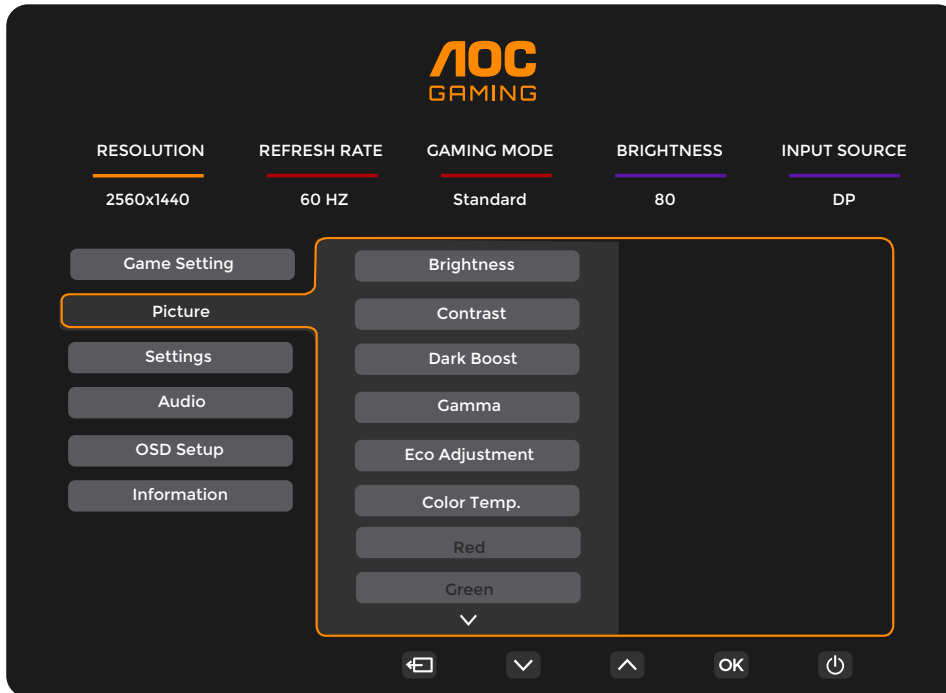 AOC
GAMING
RESOLUTION REFRESH RATE GAMING MODE BRIGHTNESS INPUT SOURCE
2560x1440 60 HZ Standard 80 DP
Game Setting
Picture
Settings
Audio
OSD Setup
Information
Brightness
Contrast
Dark Boost
Gamma
Eco Adjustment
Color Temp.
Red
Green
OK